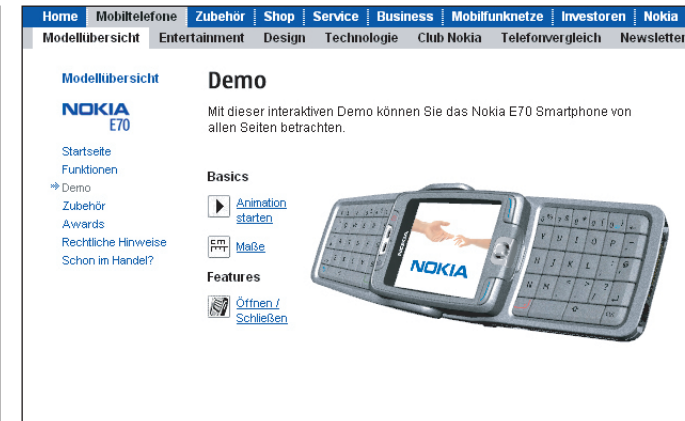 Home Mobiltelefone Zubehör Shop Service Business Mobilfunknetze Investoren Nokia
Modellübersicht Entertainment Design Technologie Club Nokia Telefonvergleich Newsletter
Modellübersicht
NOKIA
E70
Startseite
Funktionen
Demo
Zubehör
Awards
Rechtliche Hinweise
Schon im Handel?
Demo
Mit dieser interaktiven Demo können Sie das Nokia E70 Smartphone von
allen Seiten betrachten.
Basics
Animation
starten
Maße
Features
Öffnen /
Schließen
NOKIA
NOKIA
Y U I O P
H J K L
N M